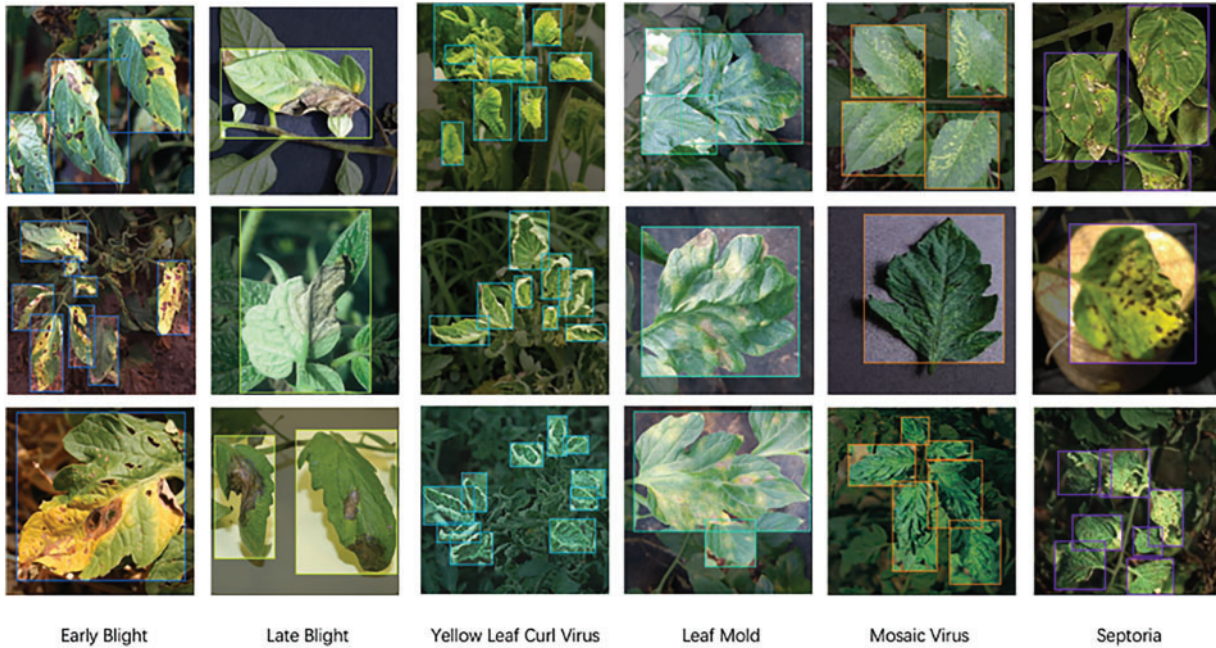 Early Blight
Late Blight
Yellow Leaf Curl Virus
Leaf Mold
Mosaic Virus
Septoria